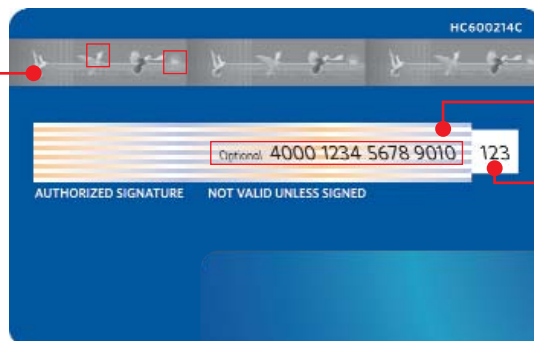 HC600214C
Optional 4000 1234 5678 9010 123
AUTHORIZED SIGNATURE NOT VALID UNLESS SIGNED